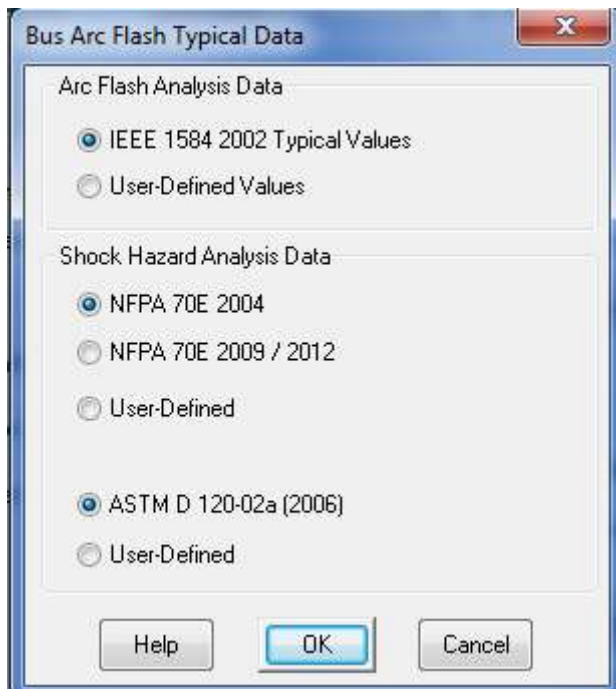 Bus Arc Flash Typical Data
Arc Flash Analysis Data
IEEE 1584 2002 Typical Values
User-Defined Values
Shock Hazard Analysis Data
NFPA 70E 2004
NFPA 70E 2009 / 2012
User-Defined
ASTM D 120-02a (2006)
User-Defined
Help
OK
Cancel